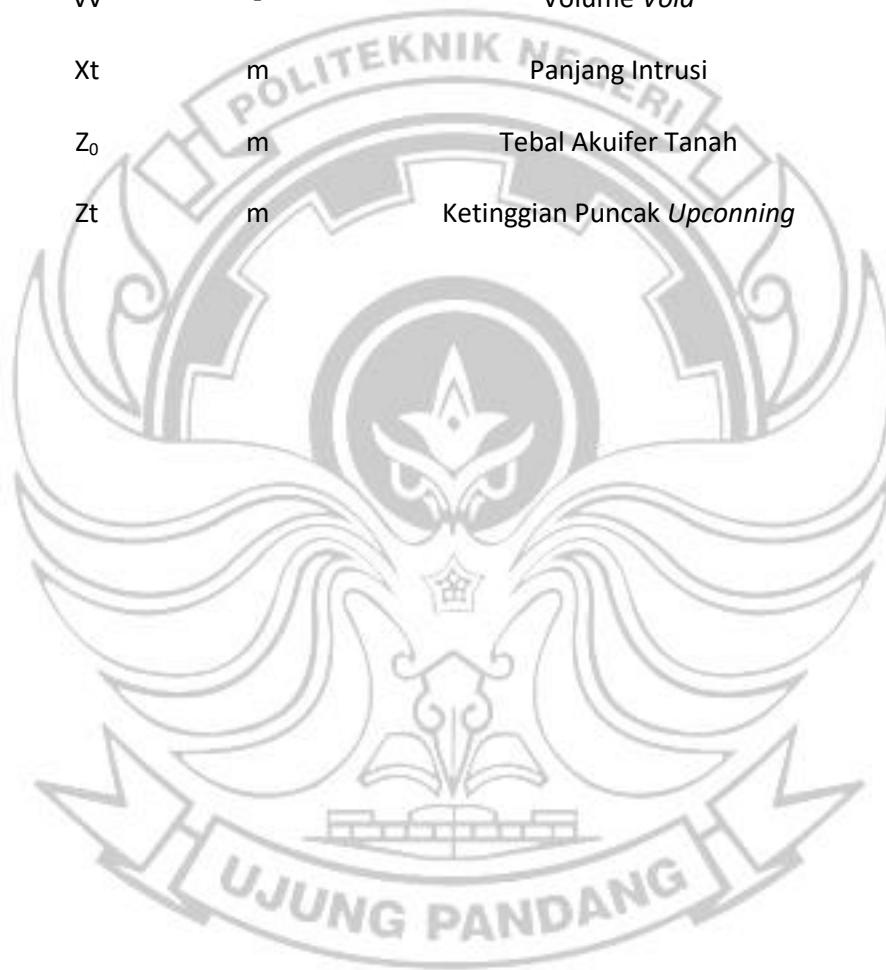 Volume Void
Xt m Panjang Intrusi
Z₀ m Tebal Akuifer Tanah
Zt m Ketinggian Puncak Upconning
POLITEKNIK NEGERI
UJUNG PANDANG